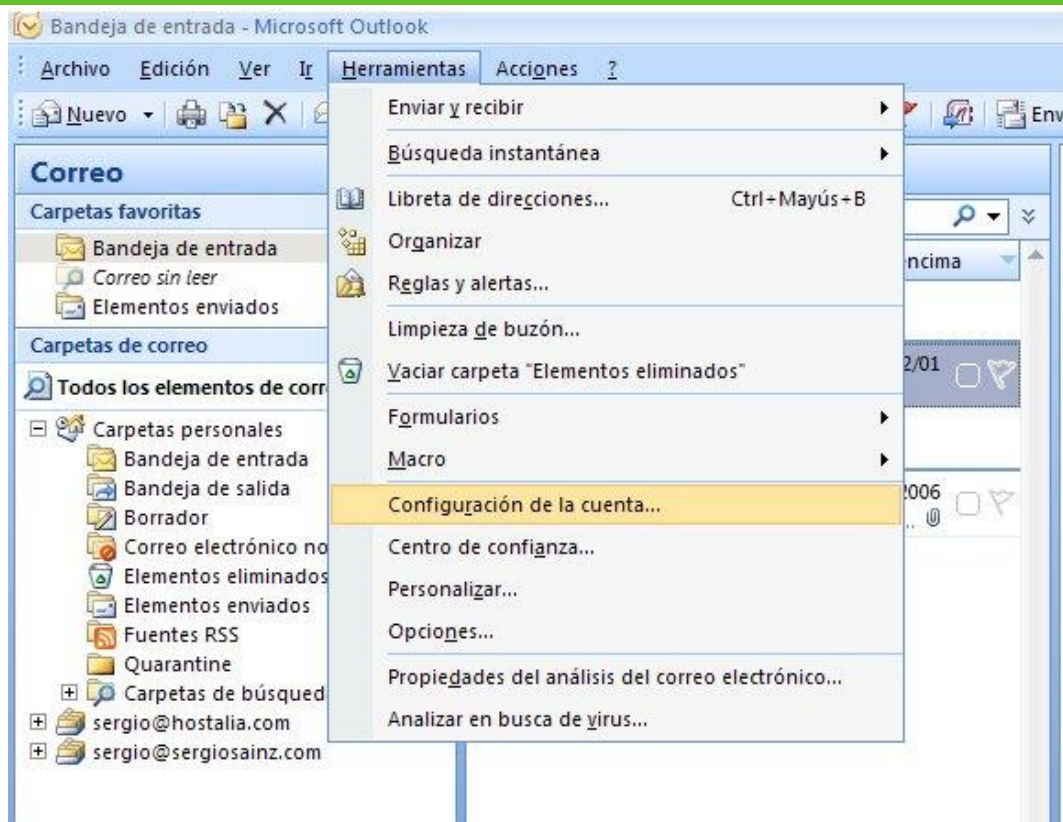 Bandeja de entrada - Microsoft Outlook
Archivo Edición Ver Ir Herramientas Acciones ?
Nuevo Env
Correo
Carpetas favoritas
Bandeja de entrada
Correo sin leer
Elementos enviados
Carpetas de correo
Todos los elementos de corr
Carpetas personales
Bandeja de entrada
Bandeja de salida
Borrador
Correo electrónico no
Elementos eliminados
Elementos enviados
Fuentes RSS
Quarantine
Carpetas de búsqued
sergio@hostalia.com
sergio@sergiosainz.com
Enviar y recibir
Búsqueda instantánea
Libreta de direcciones... Ctrl+Mayús+B
Organizar
Reglas y alertas...
Limpieza de buzón...
Vaciar carpeta "Elementos eliminados"
Formularios
Macro
Configuración de la cuenta...
Centro de confianza...
Personalizar...
Opciones...
Propiedades del análisis del correo electrónico...
Analizar en busca de virus...
encima
2/01
2006
..